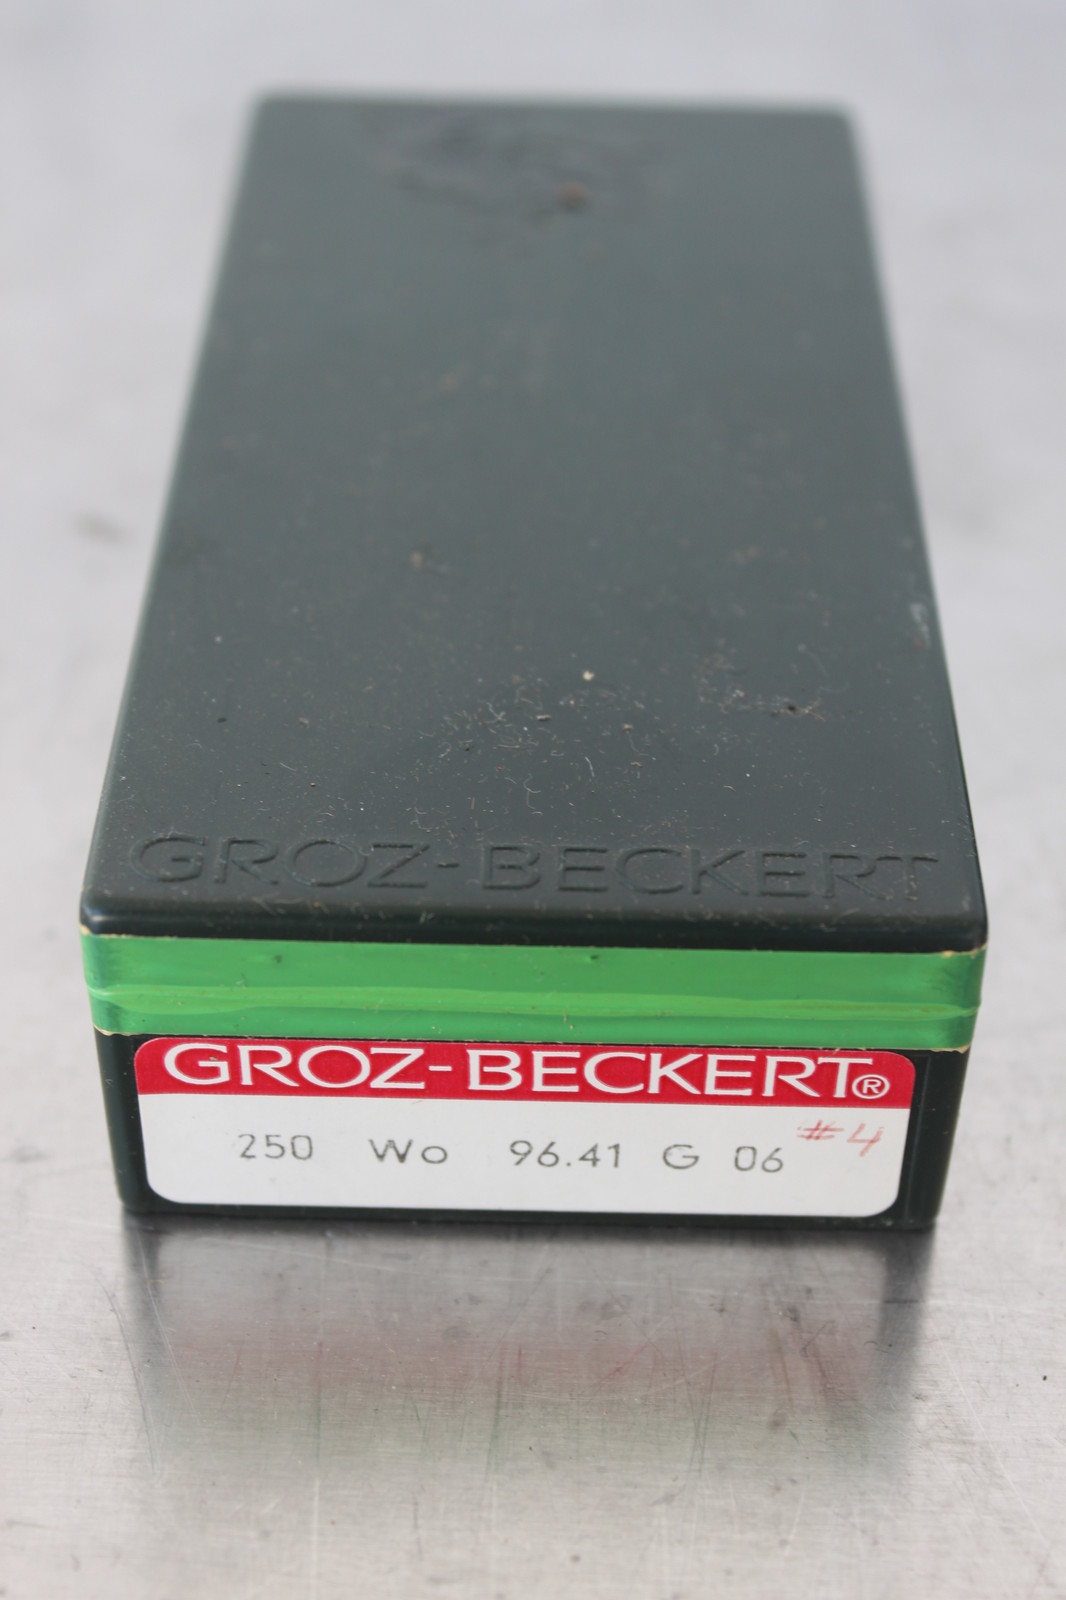 GROZ-BECKERT
GROZ-BECKERT®
250 Wo 96.41 G 06 #4